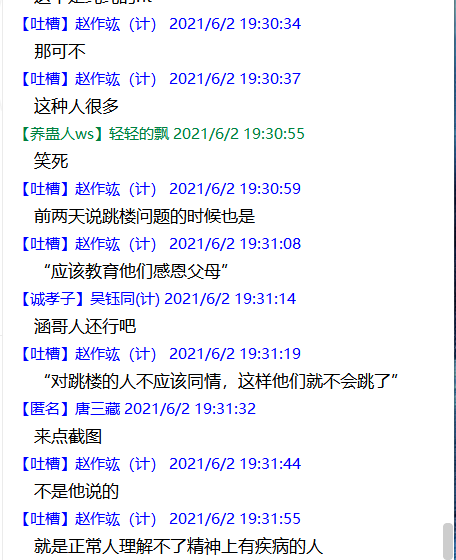 【吐槽】赵作竑（计） 2021/6/2 19:30:34
那可不
【吐槽】赵作竑（计） 2021/6/2 19:30:37
这种人很多
【养蛊人ws】轻轻的飘 2021/6/2 19:30:55
笑死
【吐槽】赵作竑（计） 2021/6/2 19:30:59
前两天说跳楼问题的时候也是
【吐槽】赵作竑（计） 2021/6/2 19:31:08
“应该教育他们感恩父母”
【诚孝子】吴钰同(计) 2021/6/2 19:31:14
涵哥人还行吧
【吐槽】赵作竑（计） 2021/6/2 19:31:19
“对跳楼的人不应该同情，这样他们就不会跳了”
【匿名】唐三藏 2021/6/2 19:31:32
来点截图
【吐槽】赵作竑（计） 2021/6/2 19:31:44
不是他说的
【吐槽】赵作竑（计） 2021/6/2 19:31:55
就是正常人理解不了精神上有疾病的人